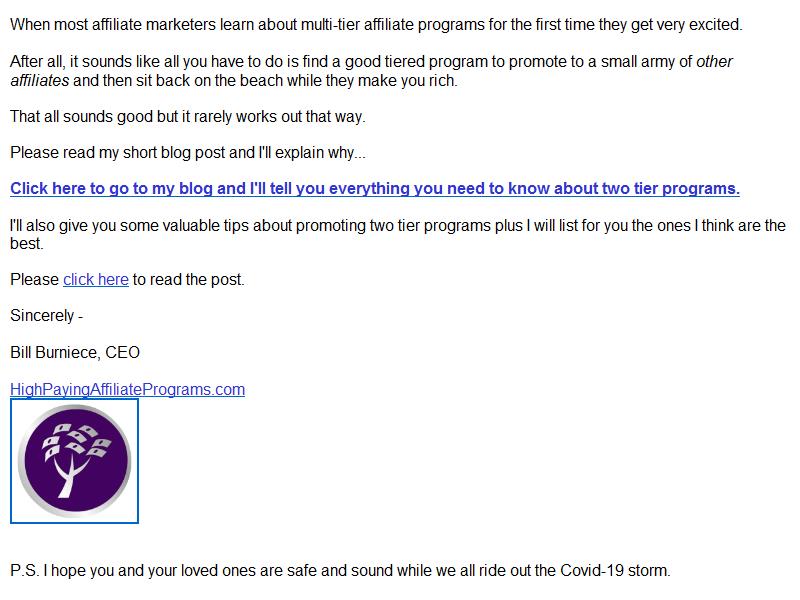 When most affiliate marketers learn about multi-tier affiliate programs for the first time they get very excited.
After all, it sounds like all you have to do is find a good tiered program to promote to a small army of other
affiliates and then sit back on the beach while they make you rich.
That all sounds good but it rarely works out that way.
Please read my short blog post and I'll explain why...
Click here to go to my blog and I'll tell you everything you need to know about two tier programs.
I'll also give you some valuable tips about promoting two tier programs plus I will list for you the ones I think are the
best.
Please click here to read the post.
Sincerely -
Bill Burniece, CEO
HighPayingAffiliatePrograms.com
P.S. I hope you and your loved ones are safe and sound while we all ride out the Covid-19 storm.